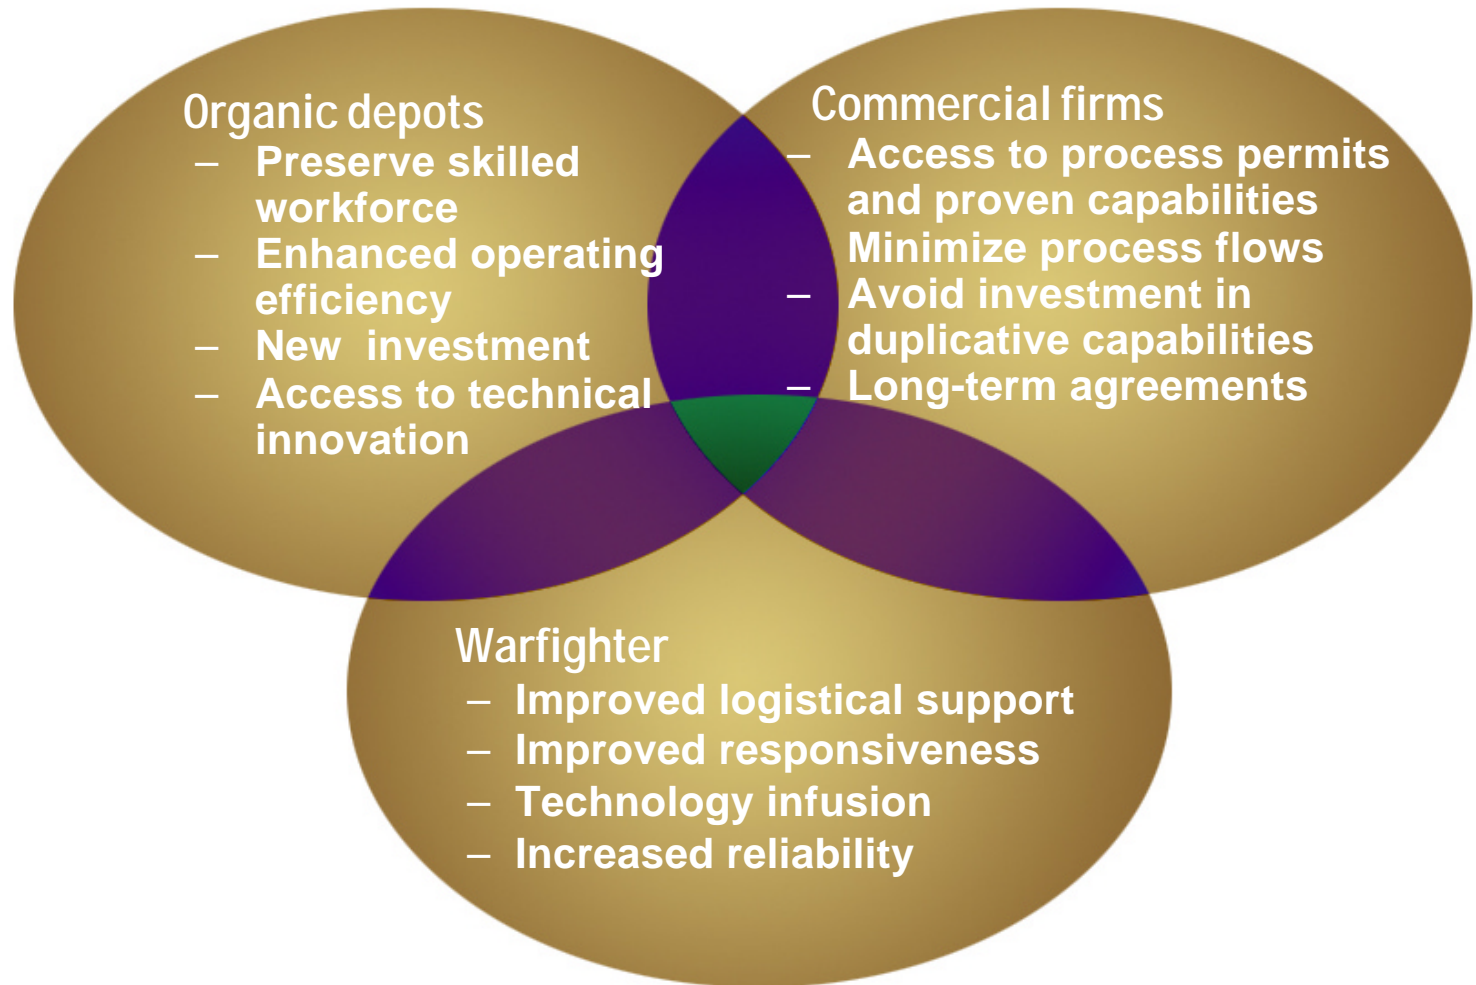 Organic depots
– Preserve skilled
workforce
– Enhanced operating
efficiency
– New investment
– Access to technical
innovation
Commercial firms
– Access to process permits
and proven capabilities
Minimize process flows
– Avoid investment in
duplicative capabilities
– Long-term agreements
Warfighter
– Improved logistical support
– Improved responsiveness
– Technology infusion
– Increased reliability